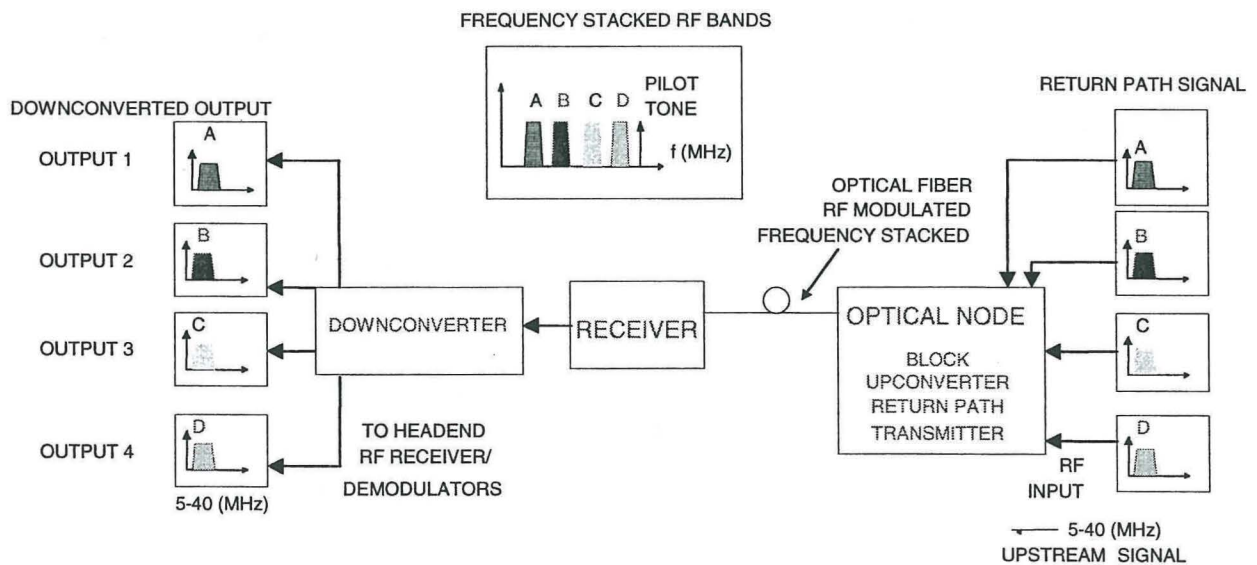 FREQUENCY STACKED RF BANDS
A B C D
PILOT
TONE
f (MHz)
DOWNCONVERTED OUTPUT
OUTPUT 1
A
OUTPUT 2
B
OUTPUT 3
C
OUTPUT 4
D
5-40 (MHz)
DOWNCONVERTER
TO HEADEND
RF RECEIVER/
DEMODULATORS
RECEIVER
OPTICAL FIBER
RF MODULATED
FREQUENCY STACKED
OPTICAL NODE
BLOCK
UPCONVERTER
RETURN PATH
TRANSMITTER
RETURN PATH SIGNAL
A
B
C
D
RF
INPUT
5-40 (MHz)
UPSTREAM SIGNAL